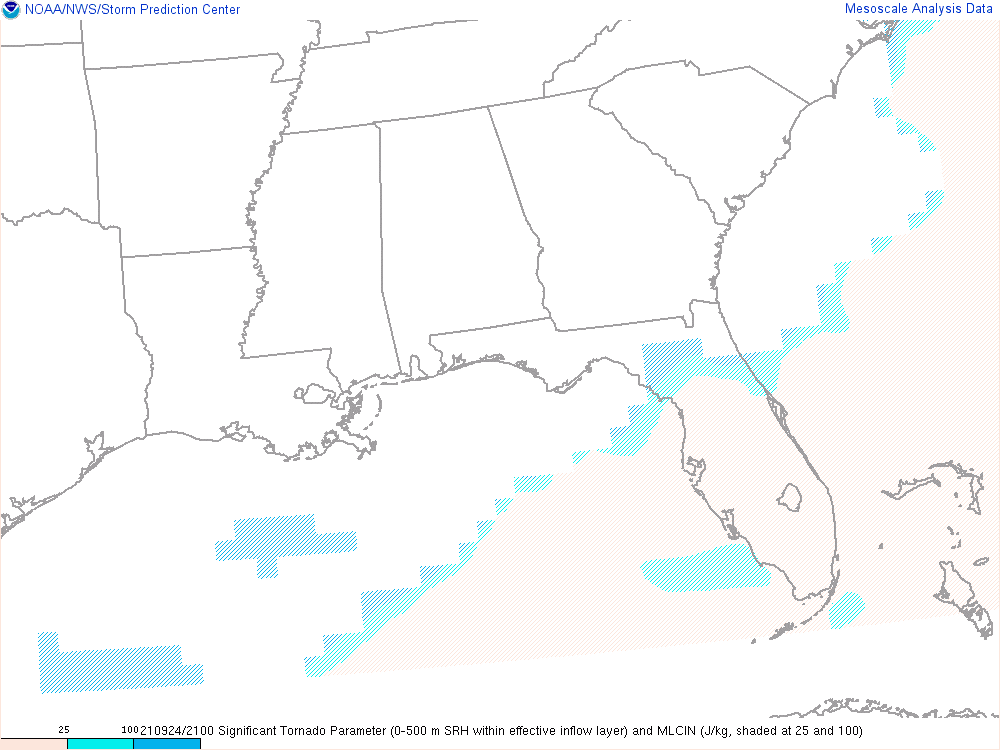 NOAA/NWS/Storm Prediction Center
Mesoscale Analysis Data
25 100 210924/2100 Significant Tornado Parameter (0-500 m SRH within effective inflow layer) and MLCIN (J/kg, shaded at 25 and 100)